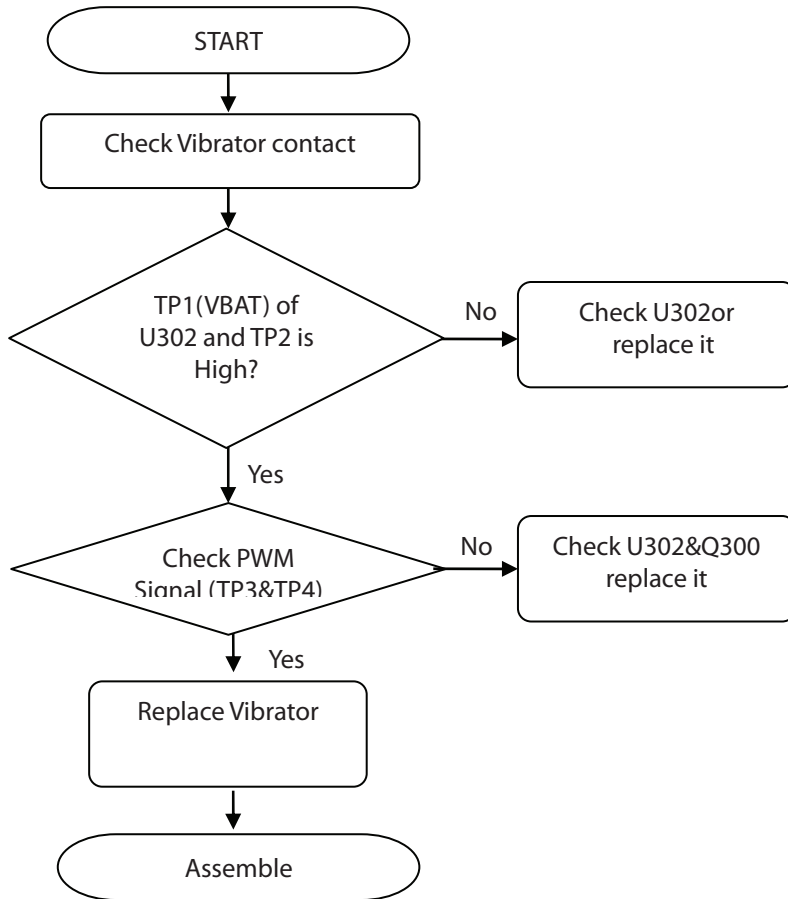 START
Check Vibrator contact
TP1(VBAT) of
U302 and TP2 is
High?
No
Check U302or
replace it
Yes
Check PWM
Signal (TP3&TP4)
No
Check U302&Q300
replace it
Yes
Replace Vibrator
Assemble